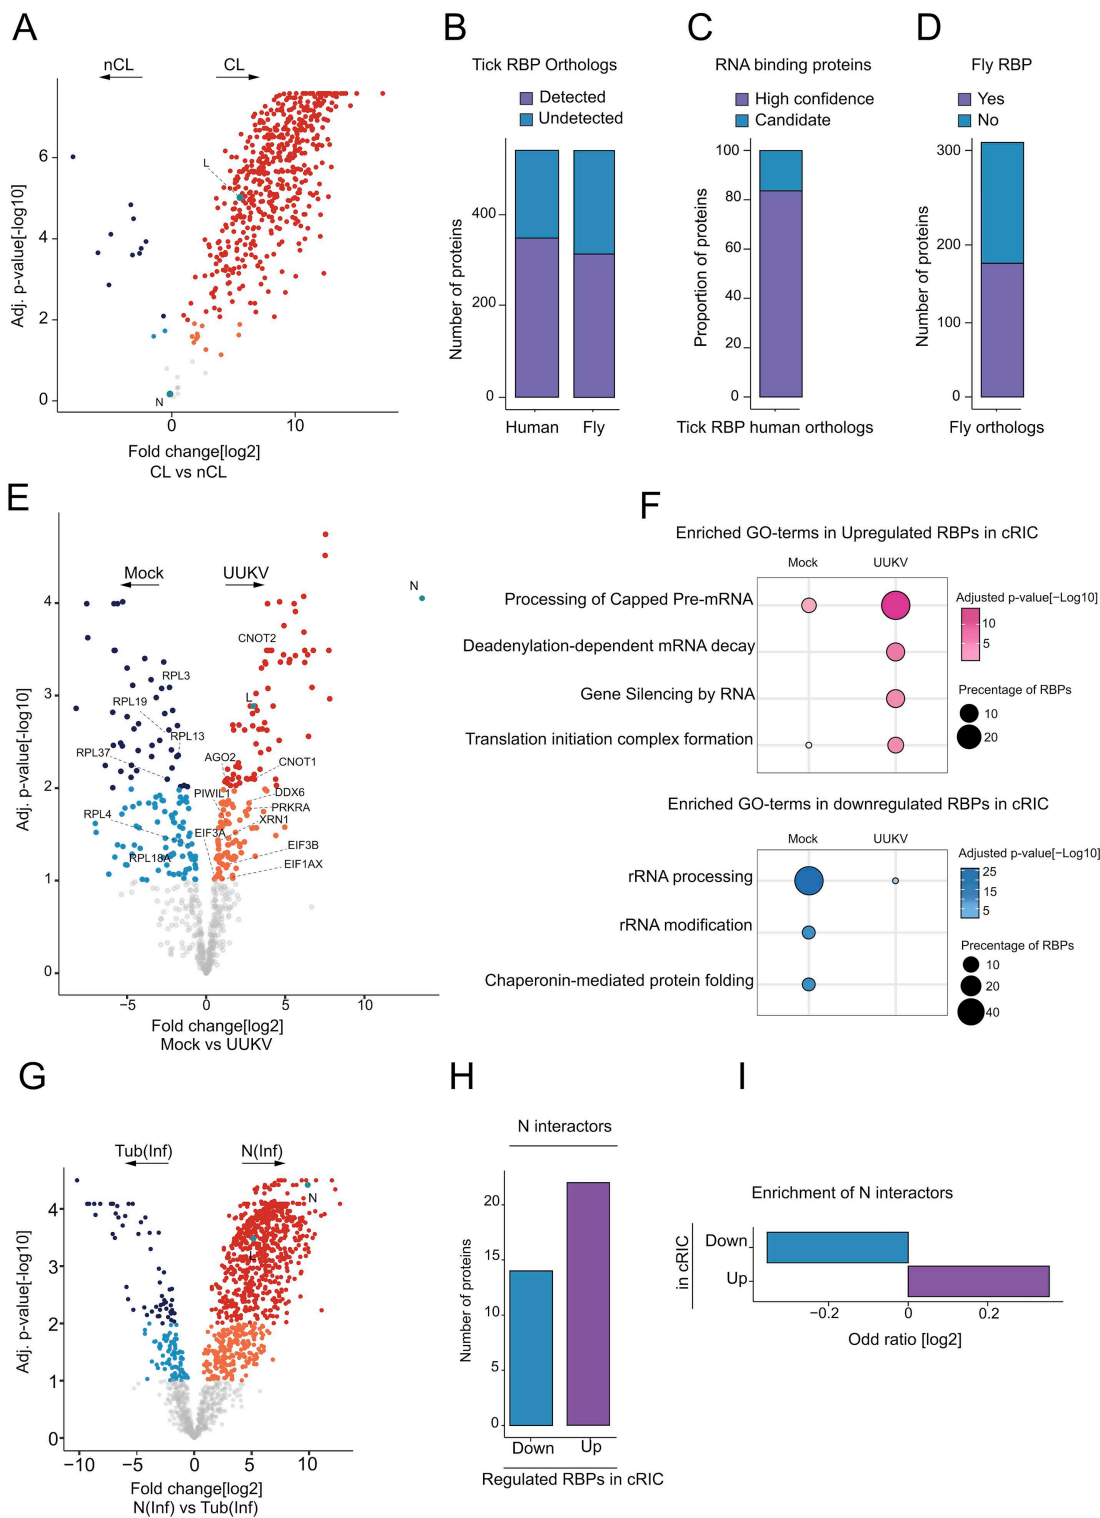 A
nCL
CL
Adj. p-value[-log10]
6
4
2
0
L
N
0
10
Fold change[log2]
CL vs nCL
B
Tick RBP Orthologs
Detected
Undetected
Number of proteins
400
200
0
Human
Fly
C
RNA binding proteins
High confidence
Candidate
Proportion of proteins
100
80
60
40
20
0
Tick RBP human orthologs
D
Fly RBP
Yes
No
Number of proteins
300
200
100
0
Fly orthologs
E
Mock
UUKV
N
Adj. p-value[-log10]
4
3
2
1
0
CNOT2
RPL3
RPL19
L
RPL13
RPL37
AGO2
CNOT1
PIWIL1
DDX6
PRKRA
RPL4
XRN1
EIF3A
EIF3B
RPL18A
EIF1AX
−5
0
5
10
Fold change[log2]
Mock vs UUKV
F
Enriched GO-terms in Upregulated RBPs in cRIC
Mock
UUKV
Processing of Capped Pre-mRNA
Deadenylation-dependent mRNA decay
Gene Silencing by RNA
Translation initiation complex formation
Adjusted p-value[−Log10]
10
5
Precentage of RBPs
10
20
Enriched GO-terms in downregulated RBPs in cRIC
Mock
UUKV
rRNA processing
rRNA modification
Chaperonin-mediated protein folding
Adjusted p-value[−Log10]
25
15
5
Precentage of RBPs
10
20
40
G
Tub(Inf)
N(Inf)
Adj. p-value[-log10]
4
3
2
1
0
N
L
−10
−5
0
5
10
Fold change[log2]
N(Inf) vs Tub(Inf)
H
N interactors
Number of proteins
20
15
10
5
0
Down
Up
Regulated RBPs in cRIC
I
Enrichment of N interactors
in cRIC
Down
Up
−0.2
0
0.2
Odd ratio [log2]